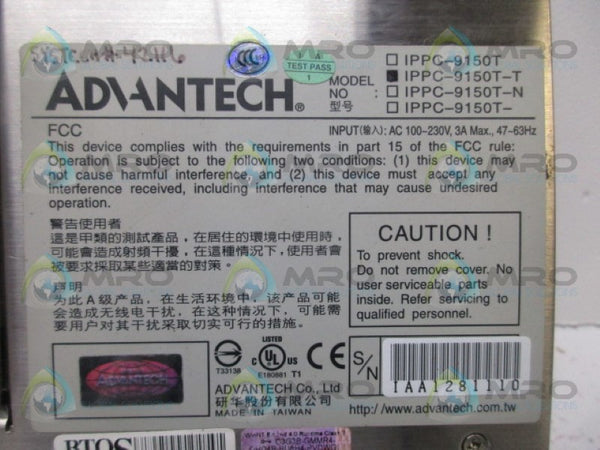 ADVANTECH®
A
TEST PASS
1
MODEL
NO :
型号
IPPC-9150T
IPPC-9150T-T
IPPC-9150T-N
IPPC-9150T-
FCC
INPUT(输入): AC 100-230V, 3A Max., 47-63Hz
This device complies with the requirements in part 15 of the FCC rule:
Operation is subject to the following two conditions: (1) this device may
not cause harmful interference, and (2) this device must accept any
interference received, including interference that may cause undesired
operation.
警告使用者
這是甲類的測試產品，在居住的環境中使用時，
可能會造成射頻干擾，在這種情況下，使用者會
被要求採取某些適當的對策。
声明
为此A级产品，在生活环境中，该产品可能
会造成无线电干扰，在这种情况下，可能需
要用户对其干扰采取切实可行的措施。
CAUTION !
To prevent shock.
Do not remove cover. No
user serviceable parts
inside. Refer servicing to
qualified personnel.
ADVANTECH
T33138
LISTED
C UL US
E180881 T1
CE
ADVANTECH Co., Ltd
研华股份有限公司
MADE IN TAIWAN
S/N
IAA1281110
http://www.advantech.com.tw
RTOS
MRO